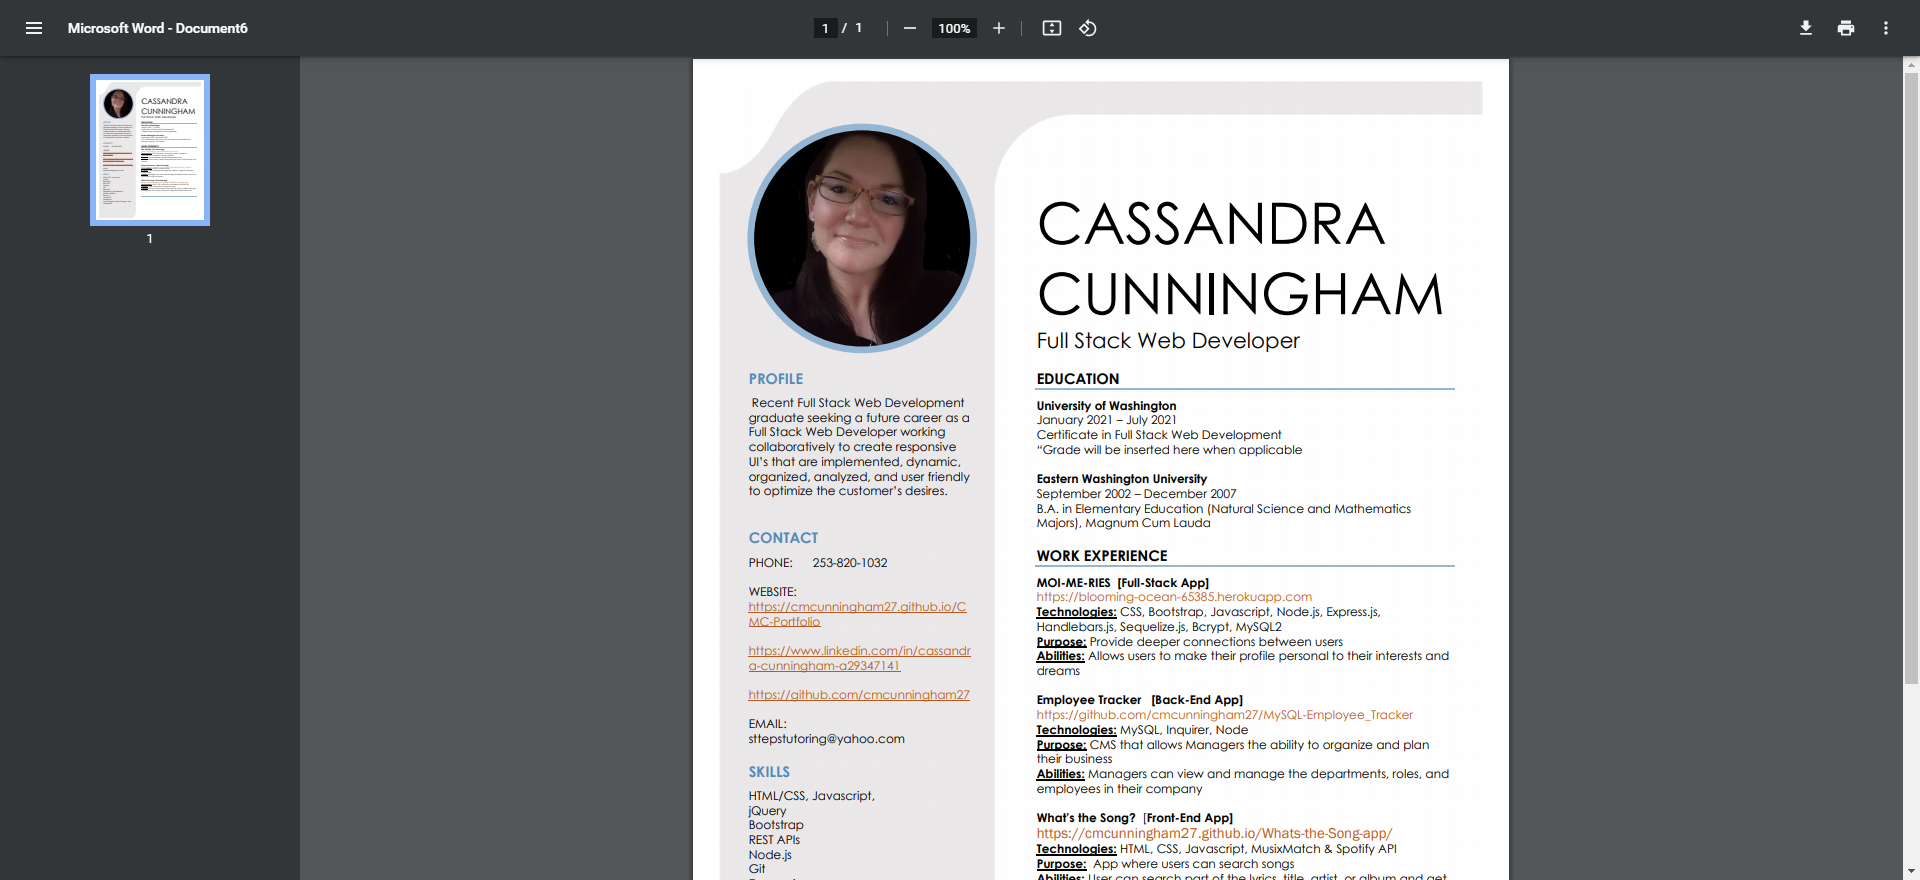 Microsoft Word - Document6
1 / 1
100%
CASSANDRA
CUNNINGHAM
1
CASSANDRA
CUNNINGHAM
Full Stack Web Developer
PROFILE
Recent Full Stack Web Development
graduate seeking a future career as a
Full Stack Web Developer working
collaboratively to create responsive
UI's that are implemented, dynamic,
organized, analyzed, and user friendly
to optimize the customer's desires.
CONTACT
PHONE: 253-820-1032
WEBSITE:
https://cmcunningham27.github.io/C
MC-Portfolio
https://www.linkedin.com/in/cassandr
a-cunningham-a29347141
https://github.com/cmcunningham27
EMAIL:
sttepstutoring@yahoo.com
SKILLS
HTML/CSS, Javascript,
jQuery
Bootstrap
REST APIs
Node.js
Git
EDUCATION
University of Washington
January 2021 – July 2021
Certificate in Full Stack Web Development
“Grade will be inserted here when applicable
Eastern Washington University
September 2002 – December 2007
B.A. in Elementary Education (Natural Science and Mathematics
Majors), Magnum Cum Lauda
WORK EXPERIENCE
MOI-ME-RIES [Full-Stack App]
https://blooming-ocean-65385.herokuapp.com
Technologies: CSS, Bootstrap, Javascript, Node.js, Express.js,
Handlebars.js, Sequelize.js, Bcrypt, MySQL2
Purpose: Provide deeper connections between users
Abilities: Allows users to make their profile personal to their interests and
dreams
Employee Tracker [Back-End App]
https://github.com/cmcunningham27/MySQL-Employee_Tracker
Technologies: MySQL, Inquirer, Node
Purpose: CMS that allows Managers the ability to organize and plan
their business
Abilities: Managers can view and manage the departments, roles, and
employees in their company
What's the Song? [Front-End App]
https://cmcunningham27.github.io/Whats-the-Song-app/
Technologies: HTML, CSS, Javascript, MusixMatch & Spotify API
Purpose: App where users can search songs
Abilities: User can search part of the lyrics, title, artist, or album and get